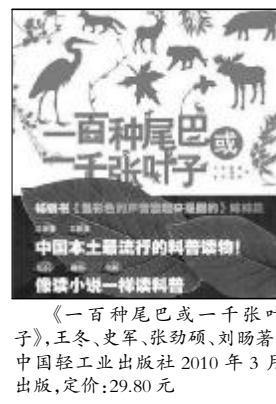 一百种尾巴或
一千张叶子
中国本土最流行的科普读物！
像读小说一样读科普
《一百种尾巴或一千张叶
子》,王冬、史军、张劲硕、刘旸著
中国轻工业出版社 2010 年 3 月
出版,定价:29.80 元